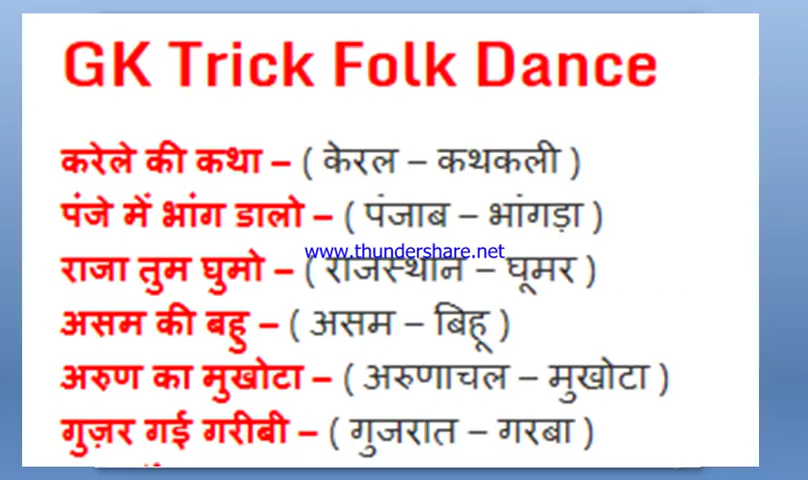 GK Trick Folk Dance
करेले की कथा – ( केरल – कथकली )
पंजे में भांग डालो – ( पंजाब – भांगड़ा )
www.thundershare.net
राजा तुम घुमो – ( राजस्थान – घूमर )
असम की बहु – ( असम – बिहू )
अरुण का मुखोटा – ( अरुणाचल – मुखोटा )
गुज़र गई गरीबी – ( गुजरात – गरबा )